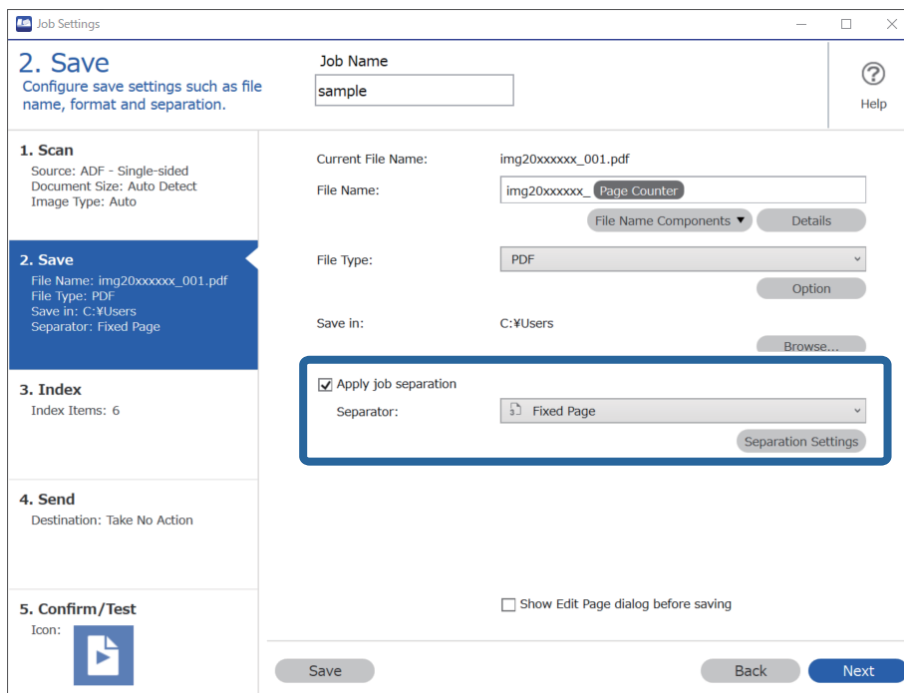 Job Settings
2. Save
Configure save settings such as file
name, format and separation.
Job Name
sample
Help
1. Scan
Source: ADF - Single-sided
Document Size: Auto Detect
Image Type: Auto
2. Save
File Name: img20xxxxxx_001.pdf
File Type: PDF
Save in: C:¥Users
Separator: Fixed Page
3. Index
Index Items: 6
4. Send
Destination: Take No Action
5. Confirm/Test
Icon:
Current File Name: img20xxxxxx_001.pdf
File Name: img20xxxxxx_ Page Counter
File Name Components ▼ Details
File Type: PDF
Option
Save in: C:¥Users
Browse...
Apply job separation
Separator: 3 Fixed Page
Separation Settings
Show Edit Page dialog before saving
Save Back Next